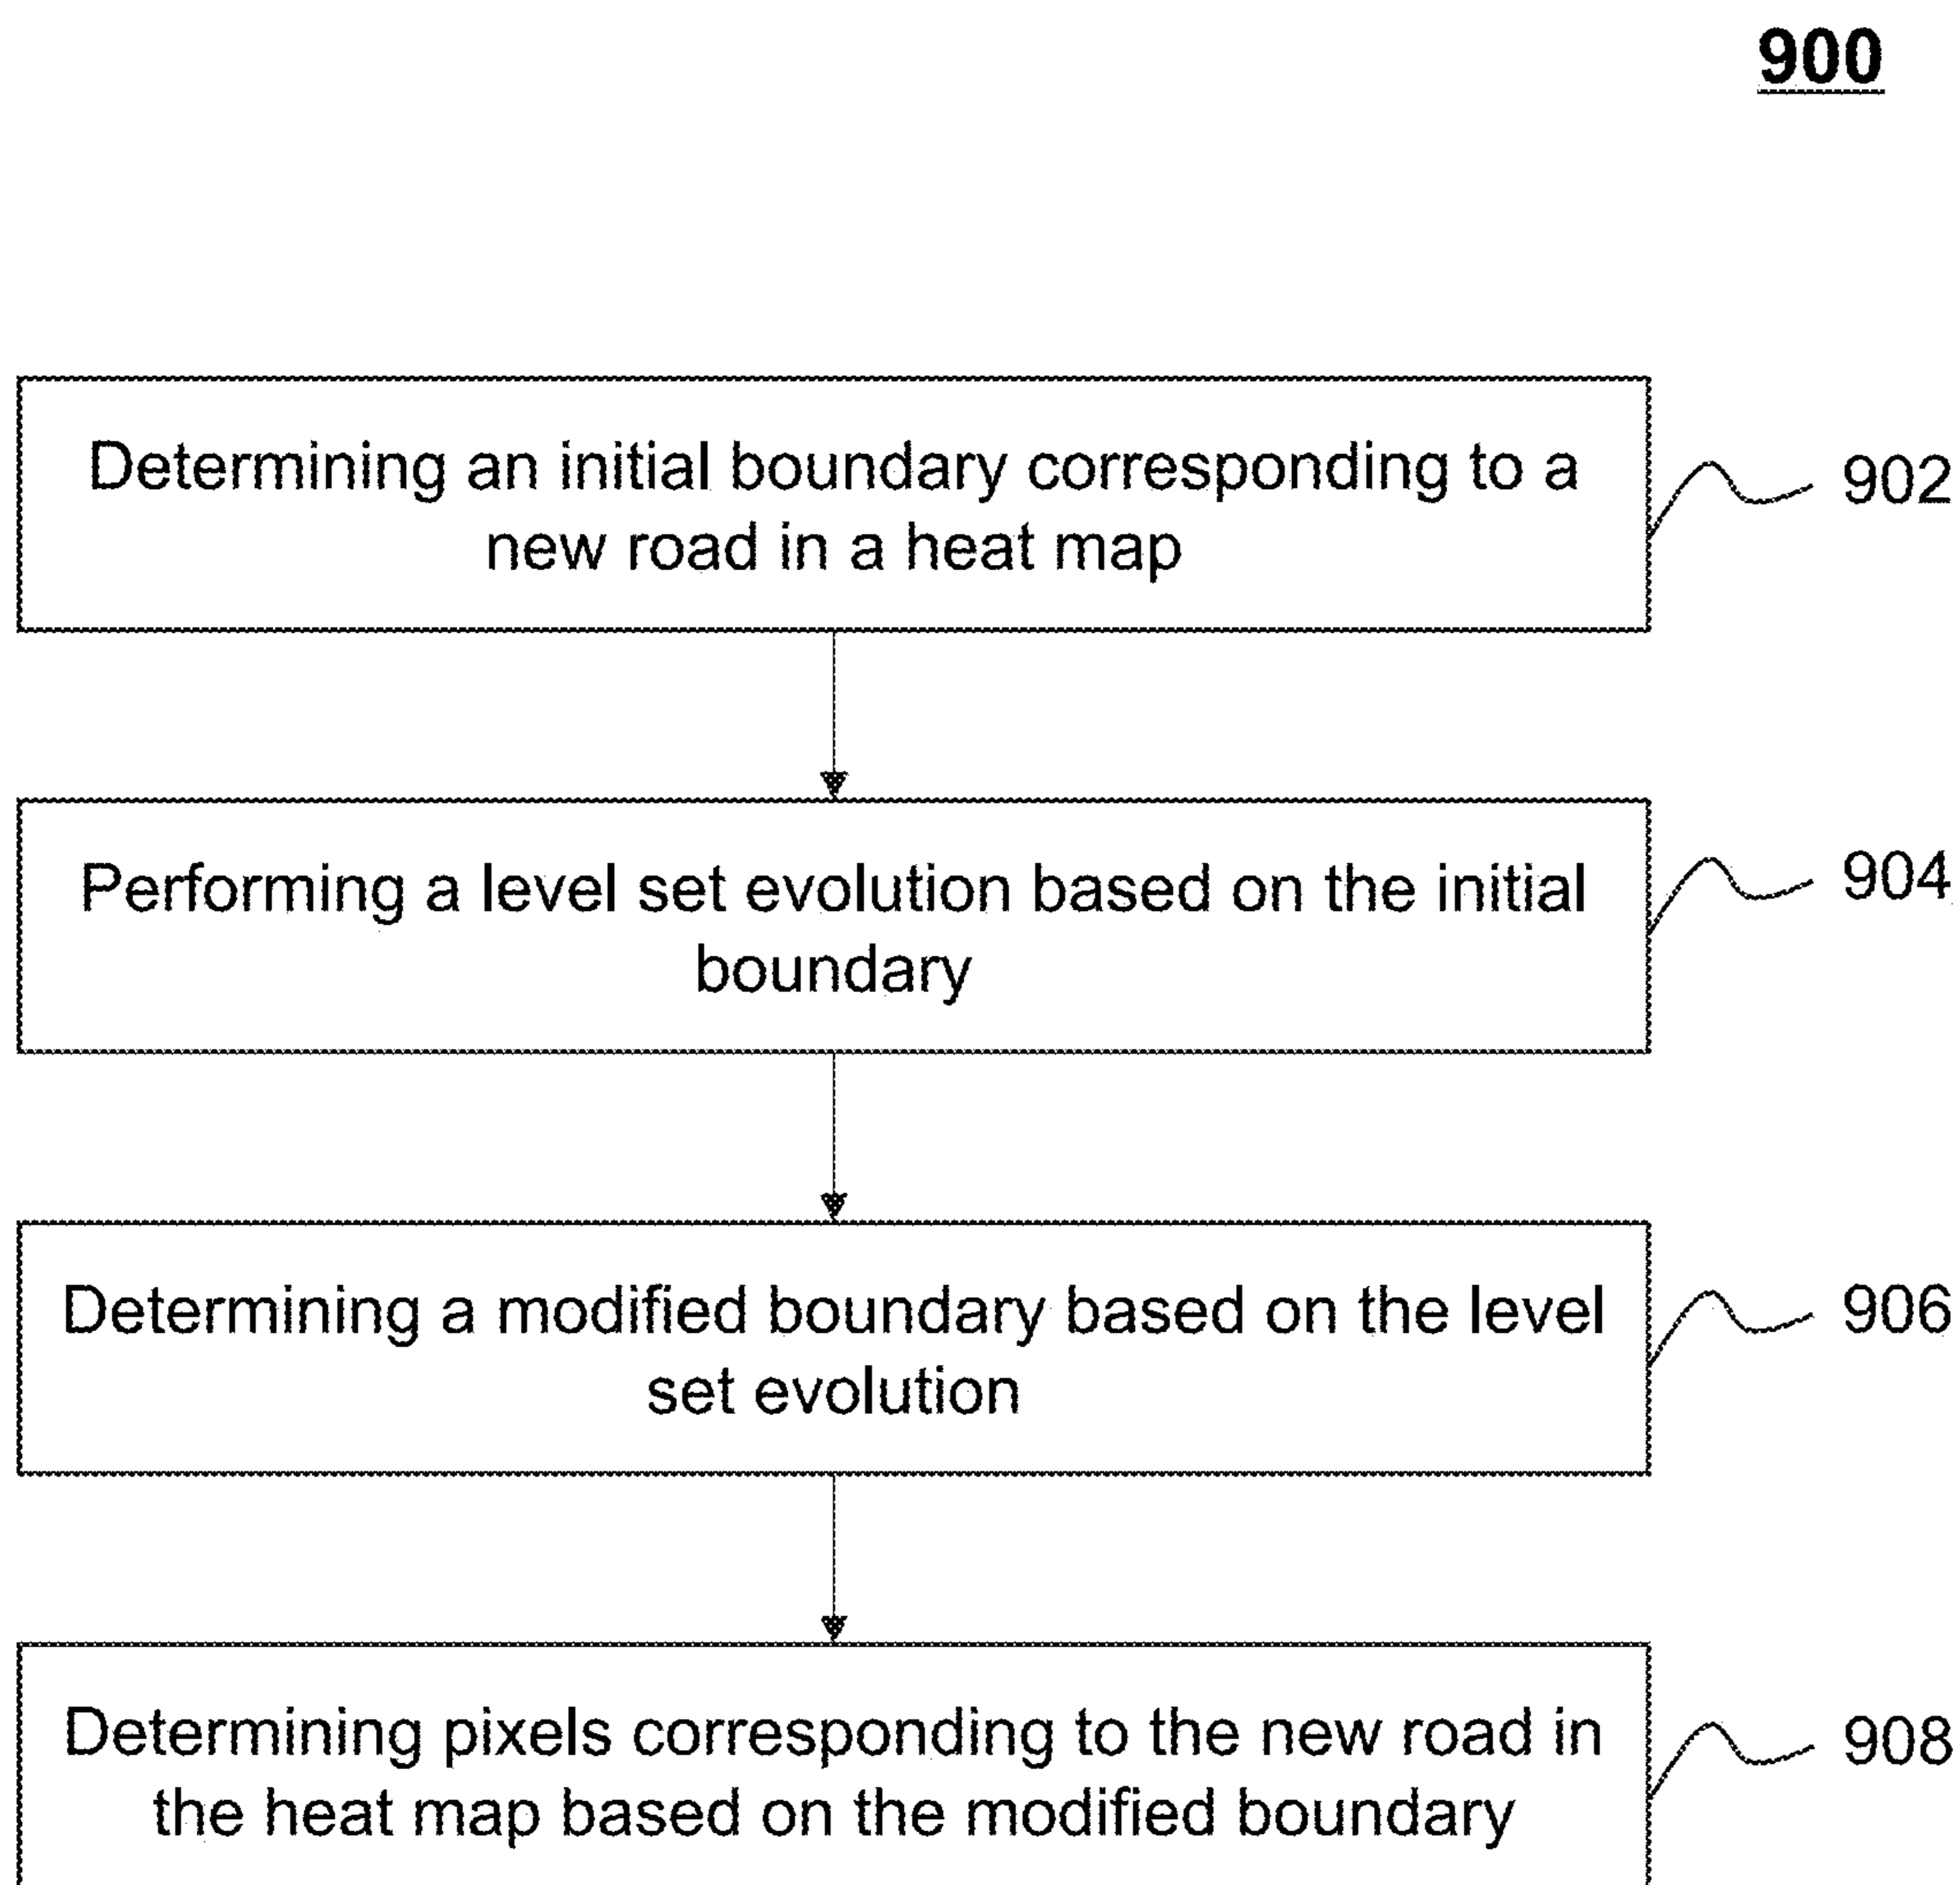 900
Determining an initial boundary corresponding to a
new road in a heat map
902
Performing a level set evolution based on the initial
boundary
904
Determining a modified boundary based on the level
set evolution
906
Determining pixels corresponding to the new road in
the heat map based on the modified boundary
908